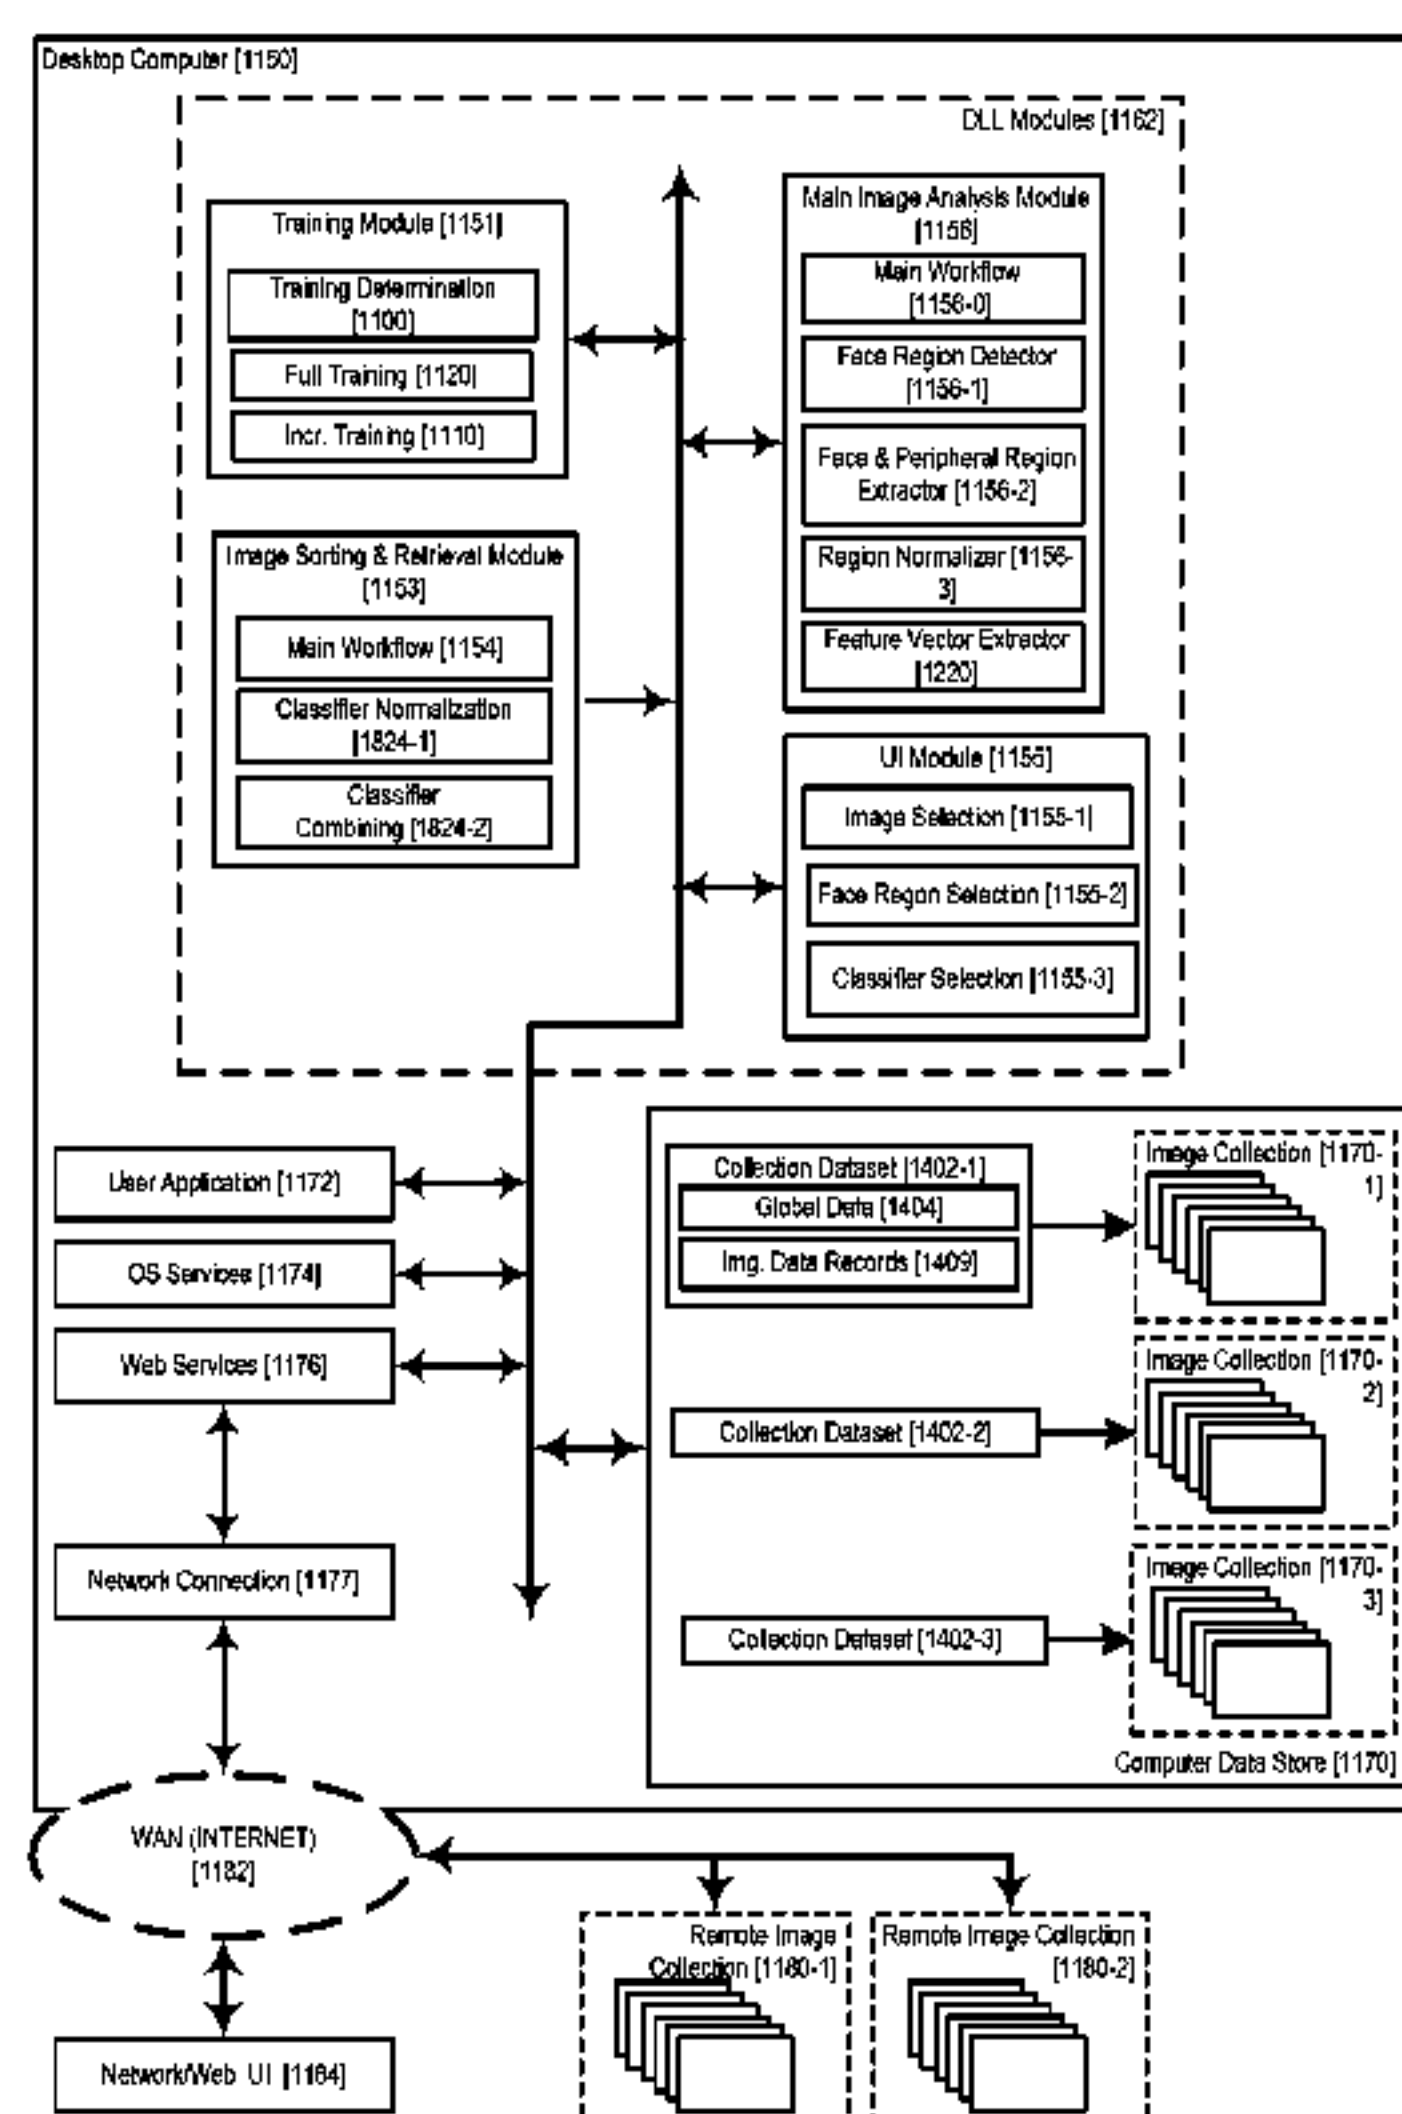 Desktop Computer [1150]
DLL Modules [1162]
Training Module [1151]
Training Determination
[1100]
Full Training [1120]
Incr. Training [1110]
Image Sorting & Retrieval Module
[1153]
Main Workflow [1154]
Classifier Normalization
[1824-1]
Classifier
Combining [1824-2]
Main Image Analysis Module
[1156]
Main Workflow
[1156-0]
Face Region Detector
[1156-1]
Face & Peripheral Region
Extractor [1156-2]
Region Normalizer [1156-
3]
Feature Vector Extractor
[1220]
UI Module [1155]
Image Selection [1155-1]
Face Regon Selection [1155-2]
Classifier Selection [1155-3]
User Application [1172]
OS Services [1174]
Web Services [1176]
Network Connection [1177]
Collection Dataset [1402-1]
Global Data [1404]
Img. Data Records [1409]
Image Collection [1170-
1]
Collection Dataset [1402-2]
Image Collection [1170-
2]
Collection Dataset [1402-3]
Image Collection [1170-
3]
Computer Data Store [1170]
WAN (INTERNET)
[1182]
Remote Image
Collection [1180-1]
Remote Image Collection
[1180-2]
Network/Web UI [1184]